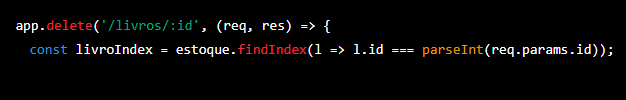 app.delete('/livros/:id', (req, res) => {
  const livroIndex = estoque.findIndex(l => l.id === parseInt(req.params.id));